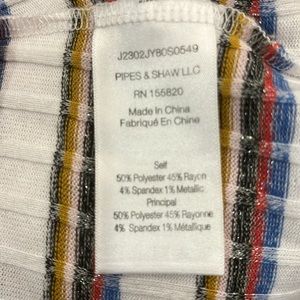 J2302JY80S0549
PIPES & SHAW LLC
RN 155820
Made In China
Fabriqué En Chine
Self
50% Polyester 45% Rayon
4% Spandex 1% Metallic
Principal
50% Polyester 45% Rayonne
4% Spandex 1% Métallique